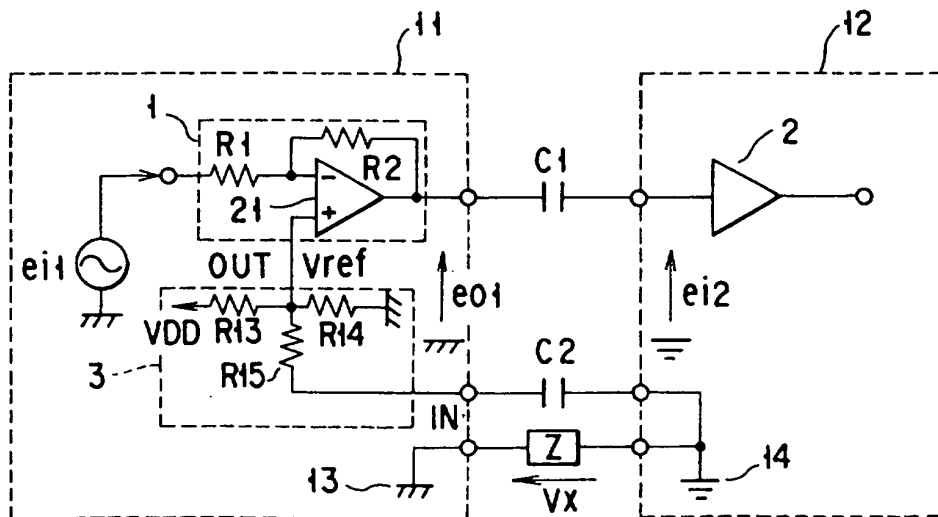 11
12
1
R1
R2
C1
2
21
−
+
ei1
OUT Vref
eo1
ei2
VDD R13 R14
C2
3
R15
IN
Z
13
14
Vx